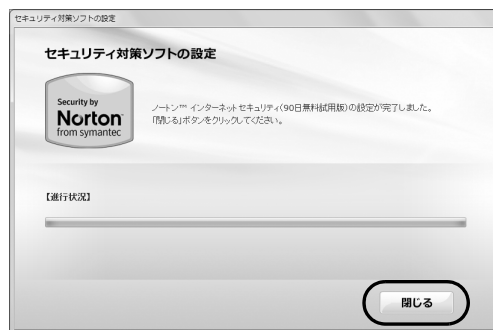 セキュリティ対策ソフトの設定
セキュリティ対策ソフトの設定
Security by
Norton
from symantec
ノートン™ インターネット セキュリティ(90日無料試用版)の設定が完了しました。
「閉じる」ボタンをクリックしてください。
【進行状況】
閉じる